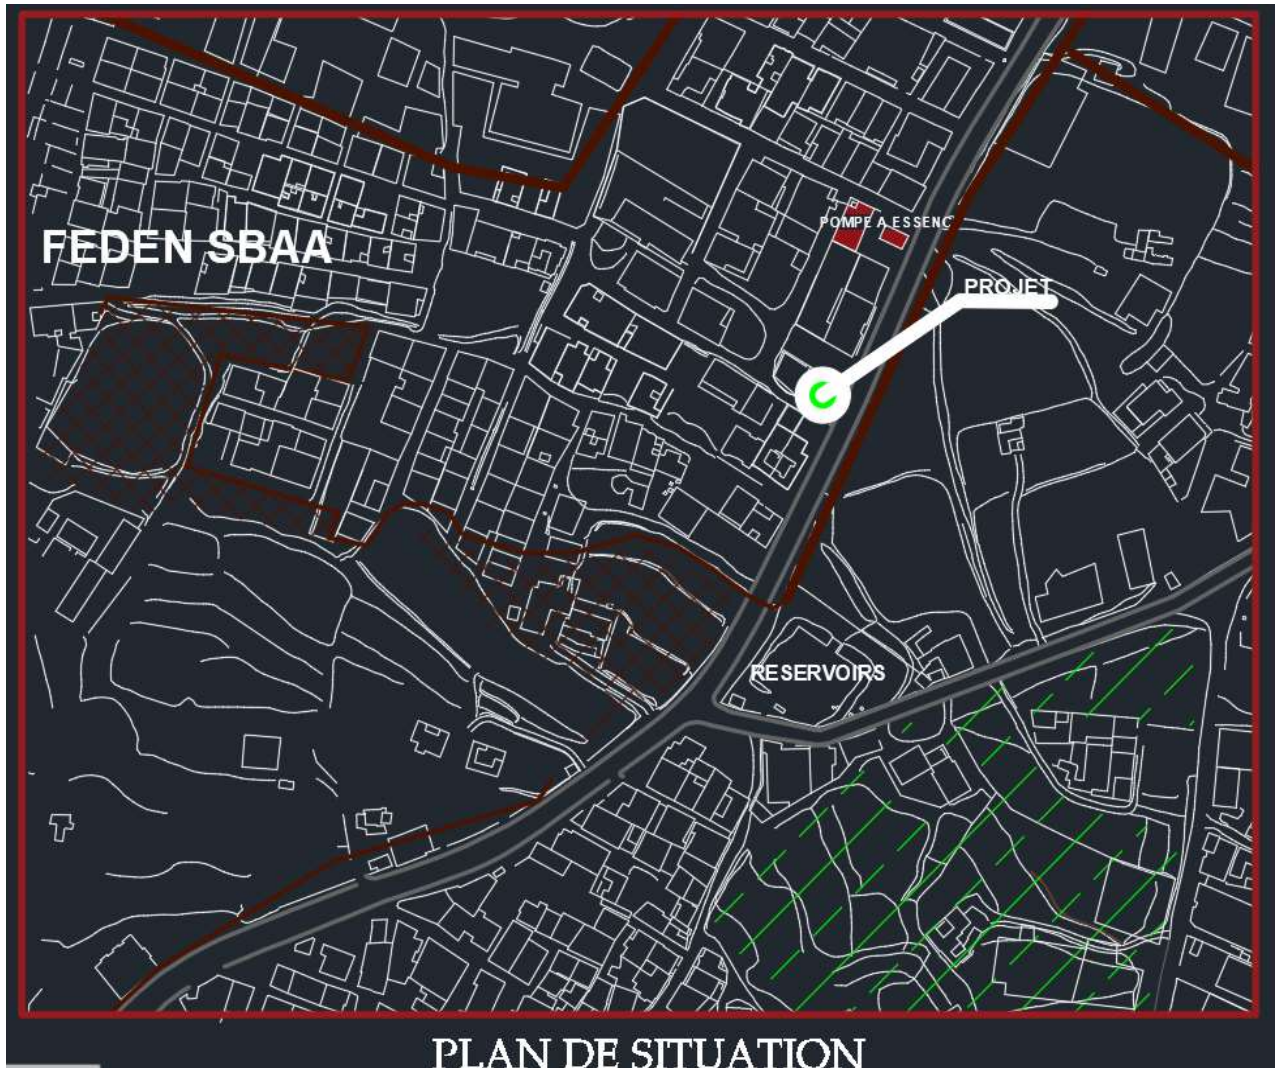 POMPE A ESSENC
FEDEN SBAA
PROJET
RESERVOIRS
PLAN DE SITUATION